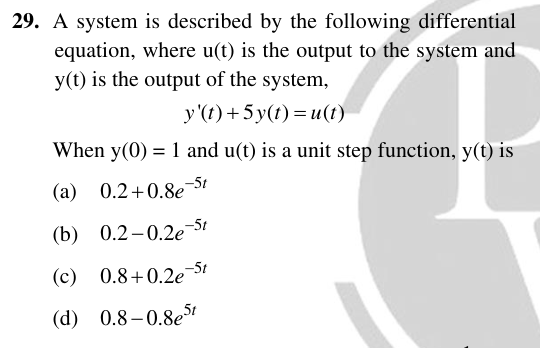 29. A system is described by the following differential
equation, where u(t) is the output to the system and
y(t) is the output of the system,
y'(t) + 5y(t) = u(t)
When y(0) = 1 and u(t) is a unit step function, y(t) is
(a) 0.2 + 0.8e^{-5t}
(b) 0.2 − 0.2e^{-5t}
(c) 0.8 + 0.2e^{-5t}
(d) 0.8 − 0.8e^{5t}